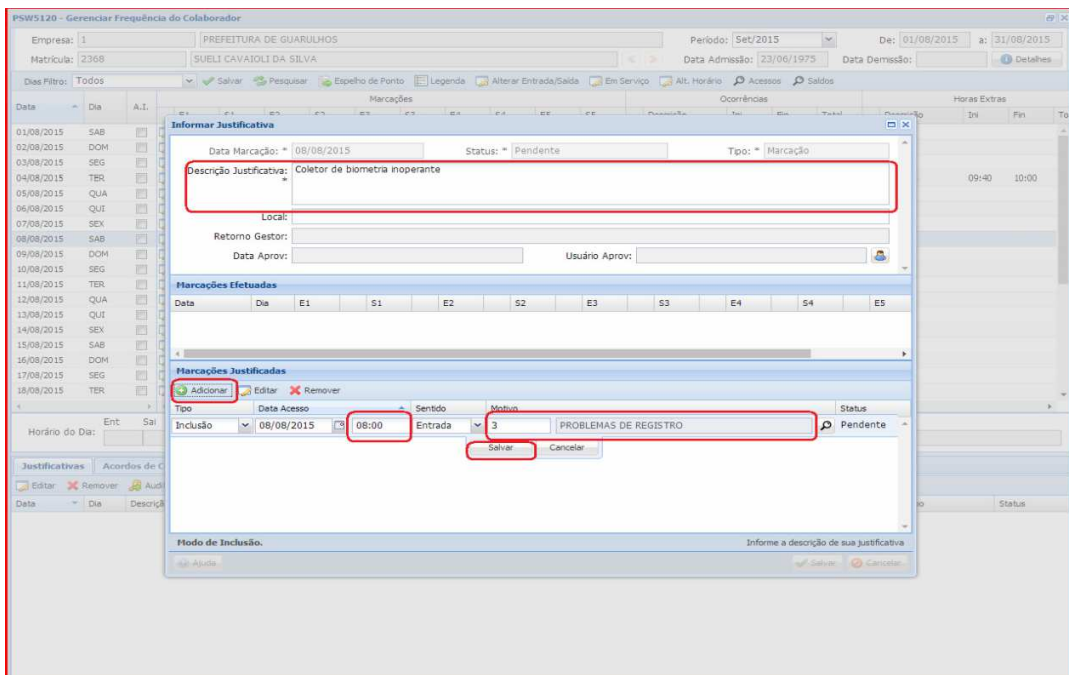 PSW5120 - Gerenciar Frequência do Colaborador
Empresa: 1 PREFEITURA DE GUARULHOS Período: Set/2015 De: 01/08/2015 a: 31/08/2015
Matrícula: 2368 SUELI CAVAIOLI DA SILVA Data Admissão: 23/06/1975 Data Demissão: Detalhes
Dias Filtro: Todos Salvar Pesquisar Espelho de Ponto Legenda Alterar Entrada/Saída Em Serviço Alt. Horário Acessos Saldos
Marcações Ocorrências Horas Extras
Data Dia A.I. Ini Fin
Informar Justificativa
Data Marcação: * 08/08/2015 Status: * Pendente Tipo: * Marcação
Descrição Justificativa: * Coletor de biometria inoperante
Local:
Retorno Gestor:
Data Aprov: Usuário Aprov:
01/08/2015 SAB
02/08/2015 DOM
03/08/2015 SEG
04/08/2015 TER 09:40 10:00
05/08/2015 QUA
06/08/2015 QUI
07/08/2015 SEX
08/08/2015 SAB
09/08/2015 DOM
10/08/2015 SEG
11/08/2015 TER
12/08/2015 QUA
13/08/2015 QUI
14/08/2015 SEX
15/08/2015 SAB
16/08/2015 DOM
17/08/2015 SEG
18/08/2015 TER
Marcações Efetuadas
Data Dia E1 S1 E2 S2 E3 S3 E4 S4 E5
Marcações Justificadas
Adicionar Editar Remover
Tipo Data Acesso Sentido Motivo Status
Inclusão 08/08/2015 08:00 Entrada 3 PROBLEMAS DE REGISTRO Pendente
Salvar Cancelar
Horário do Dia: Ent Sai
Justificativas Acordos de
Editar Remover
Data Dia Status
Modo de Inclusão. Informe a descrição de sua justificativa
Ajuda Salvar Cancelar